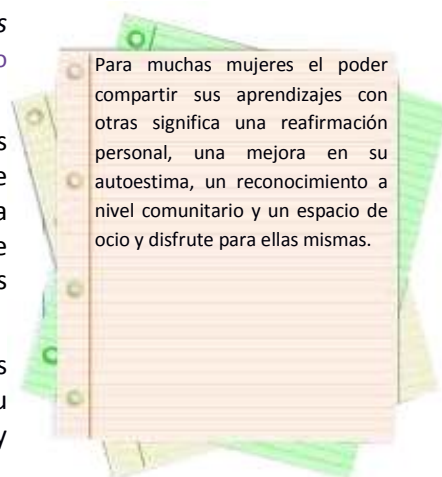 s
o
s
e
a
e
s
s
u
y
Para muchas mujeres el poder
compartir sus aprendizajes con
otras significa una reafirmación
personal, una mejora en su
autoestima, un reconocimiento a
nivel comunitario y un espacio de
ocio y disfrute para ellas mismas.